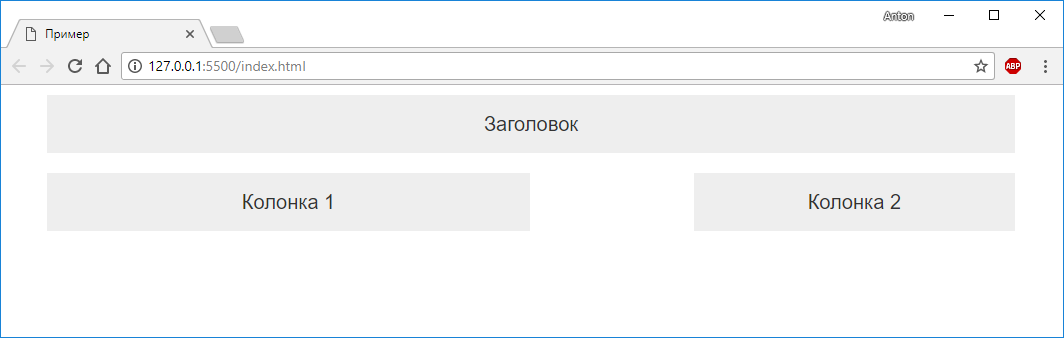 Anton
Пример
127.0.0.1:5500/index.html
ABP
Заголовок
Колонка 1
Колонка 2